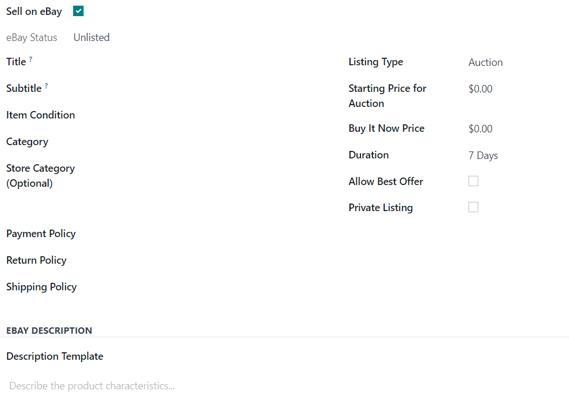 Sell on eBay
eBay Status Unlisted
Title ?
Subtitle ?
Item Condition
Category
Store Category
(Optional)
Listing Type Auction
Starting Price for $0.00
Auction
Buy It Now Price $0.00
Duration 7 Days
Allow Best Offer
Private Listing
Payment Policy
Return Policy
Shipping Policy
EBAY DESCRIPTION
Description Template
Describe the product characteristics...